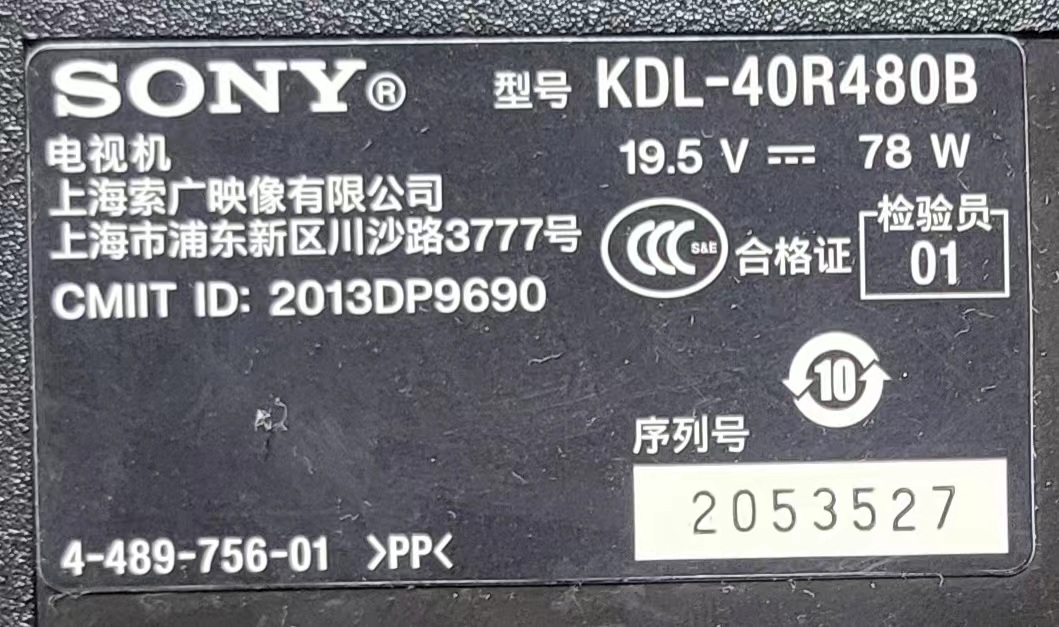 SONY® 型号 KDL-40R480B
电视机 19.5 V ⎓ 78 W
上海索广映像有限公司
上海市浦东新区川沙路3777号
CCC S&E 合格证 检验员 01
CMIIT ID: 2013DP9690
10
序列号
2053527
4-489-756-01 >PP<